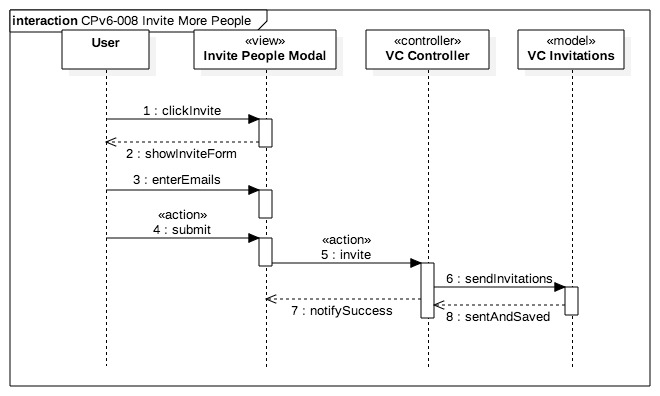 interaction CPv6-008 Invite More People
User
«view»
Invite People Modal
«controller»
VC Controller
«model»
VC Invitations
1 : clickInvite
2 : showInviteForm
3 : enterEmails
«action»
4 : submit
«action»
5 : invite
6 : sendInvitations
7 : notifySuccess
8 : sentAndSaved